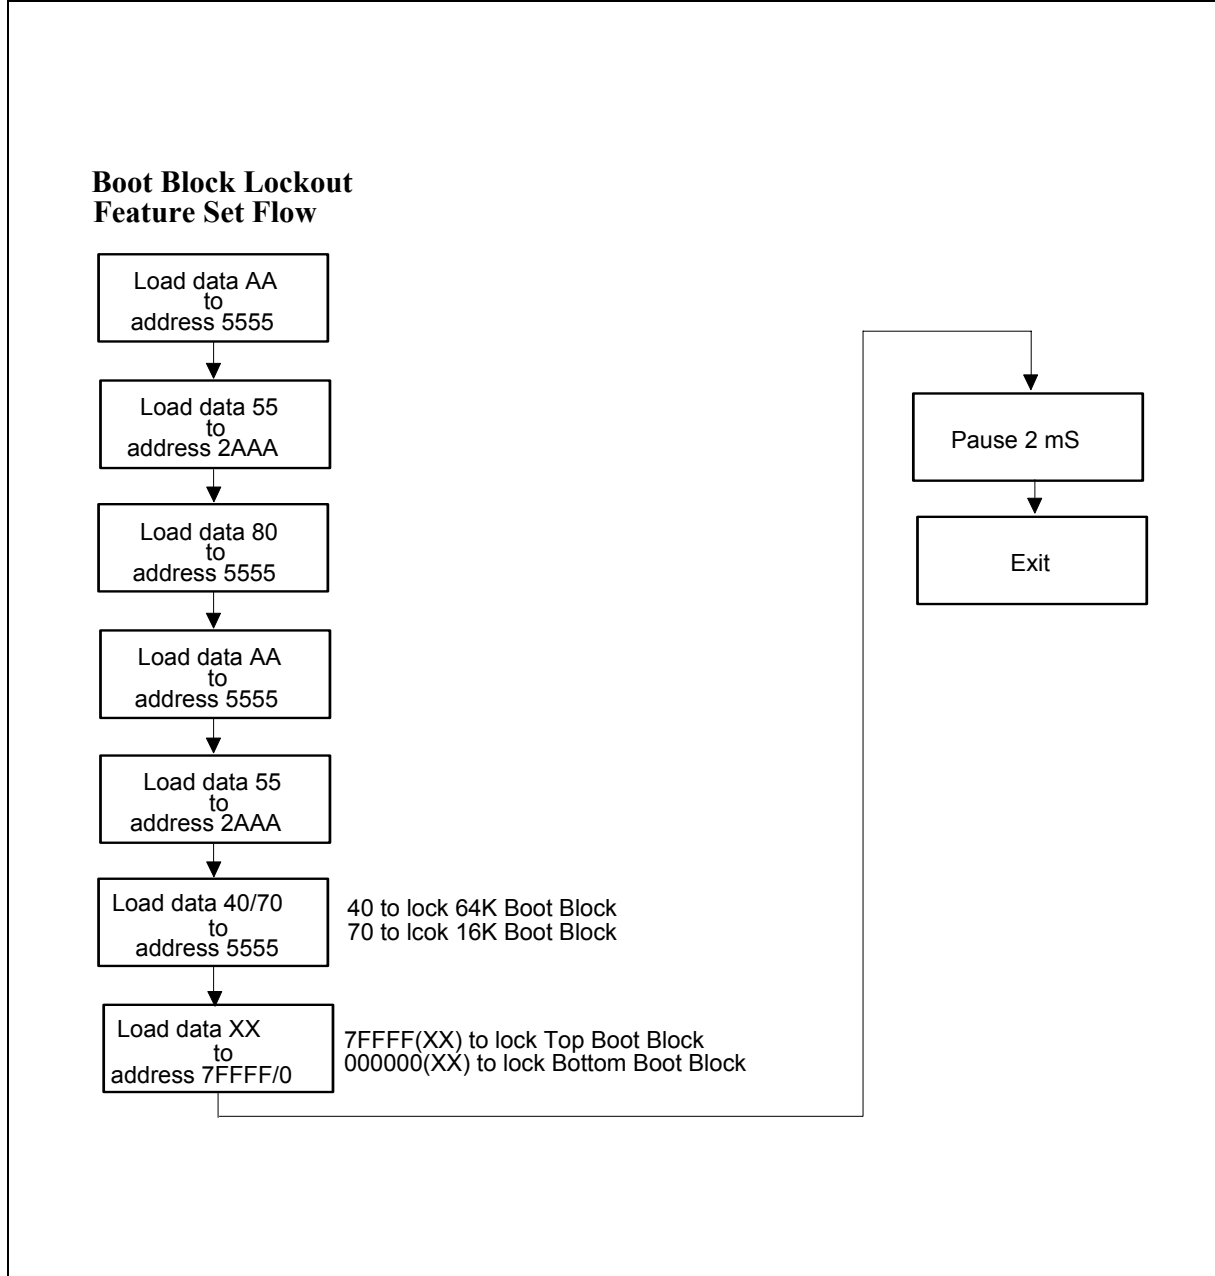 Boot Block Lockout
Feature Set Flow
Load data AA
to
address 5555
Load data 55
to
address 2AAA
Load data 80
to
address 5555
Load data AA
to
address 5555
Load data 55
to
address 2AAA
Load data 40/70
to
address 5555
40 to lock 64K Boot Block
70 to lcok 16K Boot Block
Load data XX
to
address 7FFFF/0
7FFFF(XX) to lock Top Boot Block
000000(XX) to lock Bottom Boot Block
Pause 2 mS
Exit